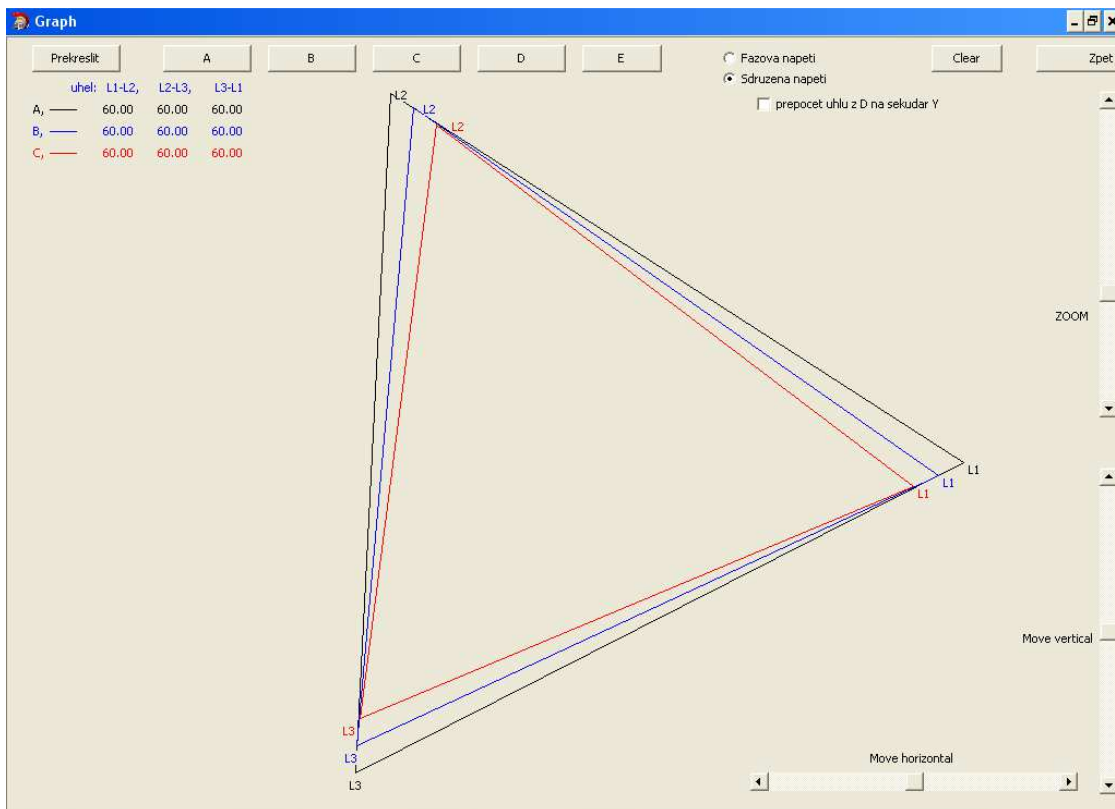 Graph
Prekreslit A B C D E Fazova napeti Clear Zpet
Sdruzena napeti
prepocet uhlu z D na sekudar Y
uhel: L1-L2, L2-L3, L3-L1
A, 60.00 60.00 60.00
B, 60.00 60.00 60.00
C, 60.00 60.00 60.00
L2
L2
L2
ZOOM
L1
L1
L1
Move vertical
L3
L3
L3
Move horizontal